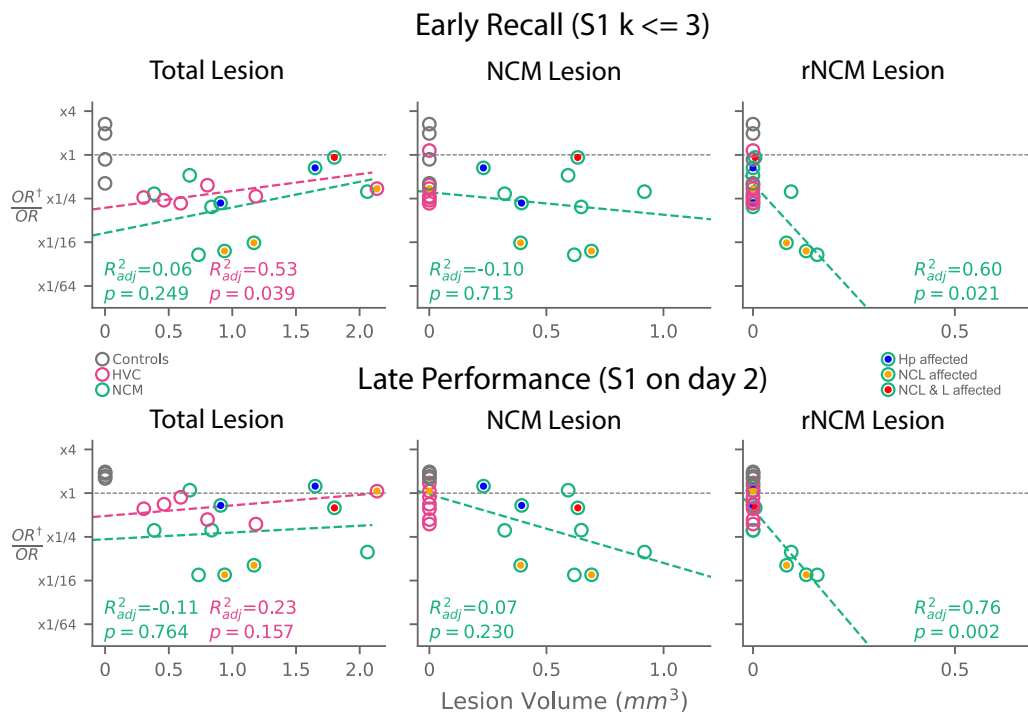 Early Recall (S1 k <= 3)
Total Lesion
NCM Lesion
rNCM Lesion
x4
x1
x1/4
x1/16
x1/64
OR†
OR
R²adj=0.06
p = 0.249
R²adj=0.53
p = 0.039
R²adj=-0.10
p = 0.713
R²adj=0.60
p = 0.021
0 0.5 1.0 1.5 2.0
0 0.5 1.0
0 0.5
Controls
HVC
NCM
Hp affected
NCL affected
NCL & L affected
Late Performance (S1 on day 2)
Total Lesion
NCM Lesion
rNCM Lesion
x4
x1
x1/4
x1/16
x1/64
OR†
OR
R²adj=-0.11
p = 0.764
R²adj=0.23
p = 0.157
R²adj=0.07
p = 0.230
R²adj=0.76
p = 0.002
0 0.5 1.0 1.5 2.0
0 0.5 1.0
0 0.5
Lesion Volume (mm³)